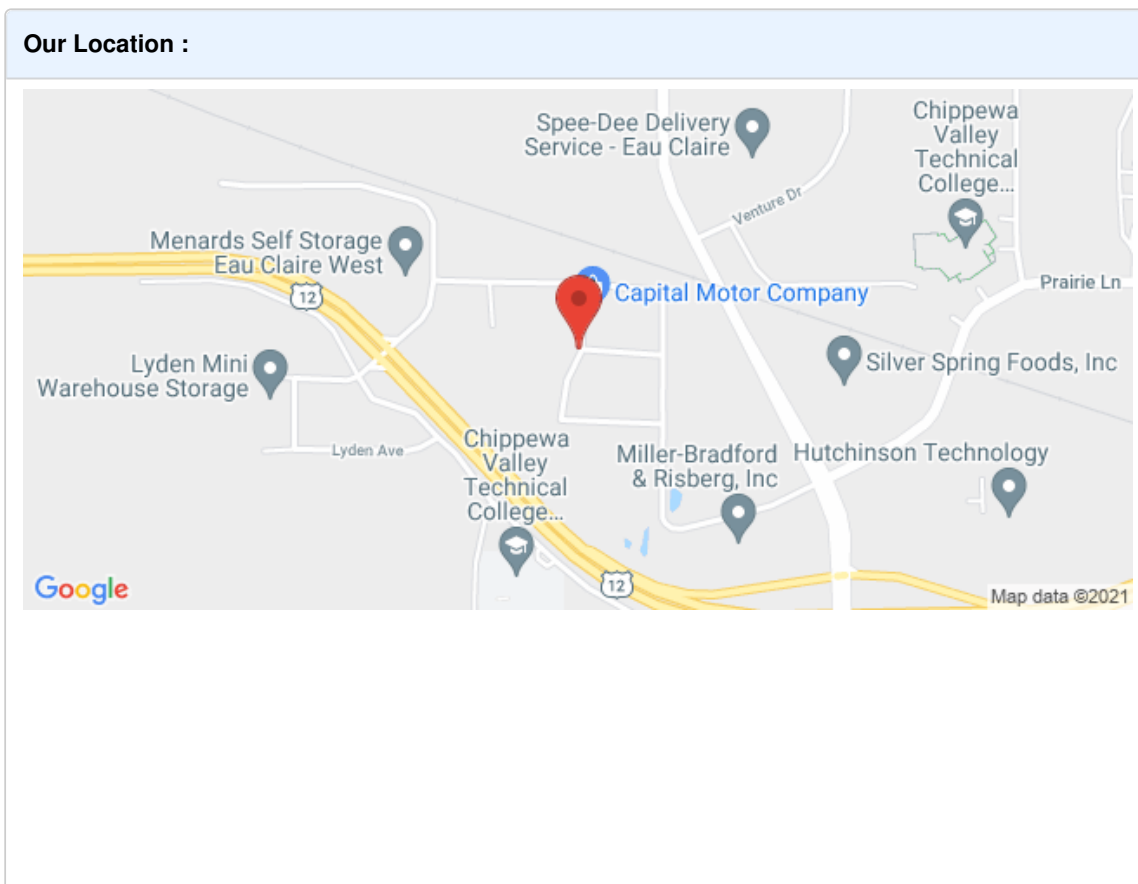 Our Location :
Spee-Dee Delivery
Service - Eau Claire
Chippewa
Valley
Technical
College...
Venture Dr
Menards Self Storage
Eau Claire West
12
Capital Motor Company
Prairie Ln
Lyden Mini
Warehouse Storage
Silver Spring Foods, Inc
Lyden Ave
Chippewa
Valley
Technical
College...
Miller-Bradford
& Risberg, Inc
Hutchinson Technology
12
Google
Map data ©2021